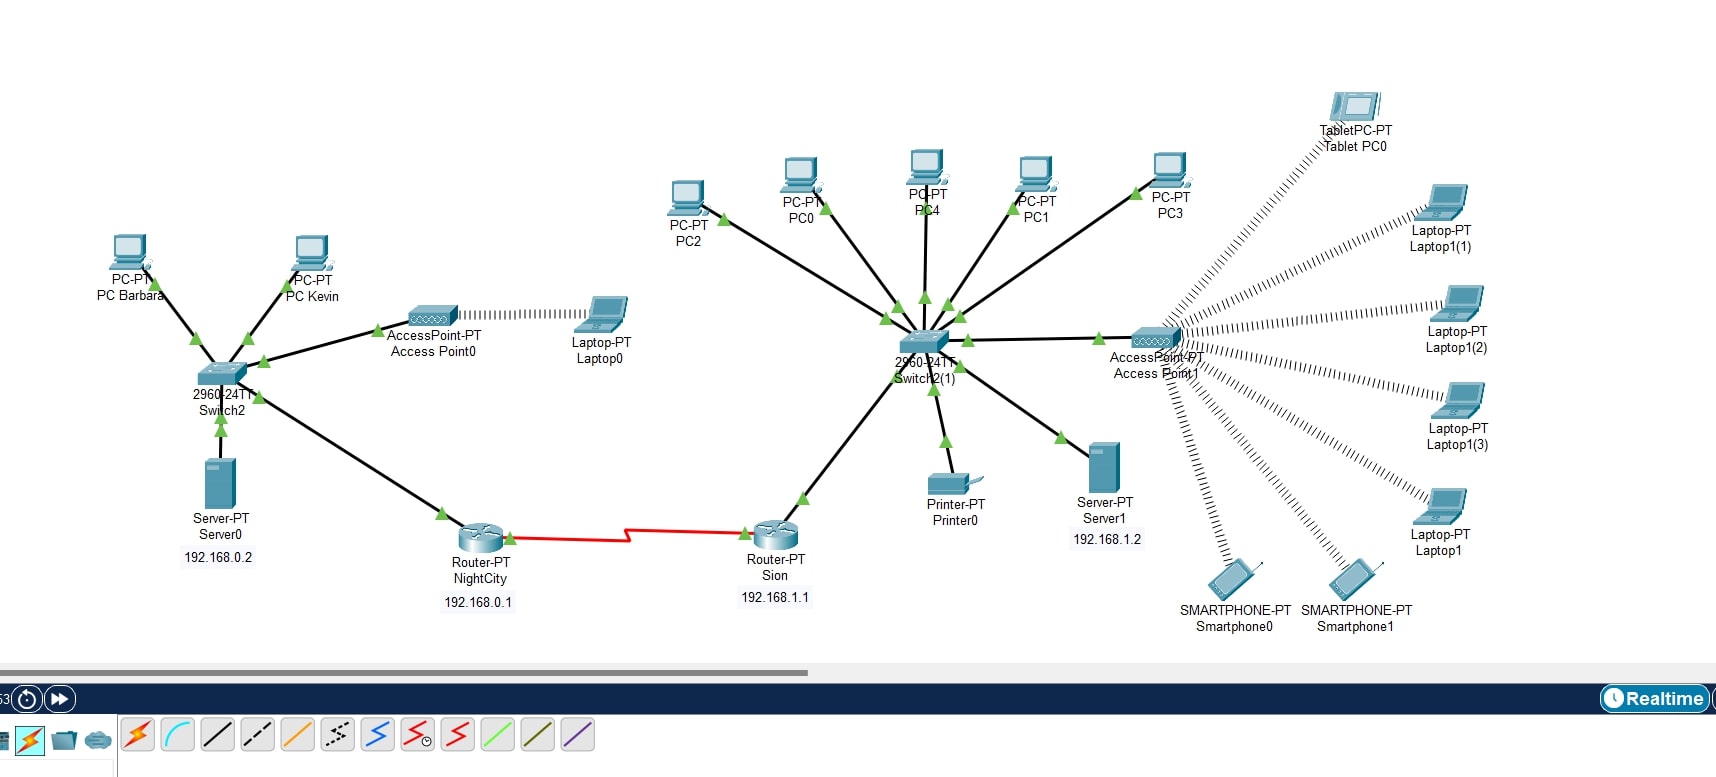 PC-PT
PC Barbara
PC-PT
PC Kevin
AccessPoint-PT
Access Point0
Laptop-PT
Laptop0
2960-24TT
Switch2
Server-PT
Server0
192.168.0.2
Router-PT
NightCity
192.168.0.1
Router-PT
Sion
192.168.1.1
PC-PT
PC2
PC-PT
PC0
PC-PT
PC4
PC-PT
PC1
PC-PT
PC3
2960-24TT
Switch2(1)
AccessPoint-PT
Access Point1
Printer-PT
Printer0
Server-PT
Server1
192.168.1.2
TabletPC-PT
Tablet PC0
Laptop-PT
Laptop1(1)
Laptop-PT
Laptop1(2)
Laptop-PT
Laptop1(3)
Laptop-PT
Laptop1
SMARTPHONE-PT
Smartphone0
SMARTPHONE-PT
Smartphone1
53
Realtime